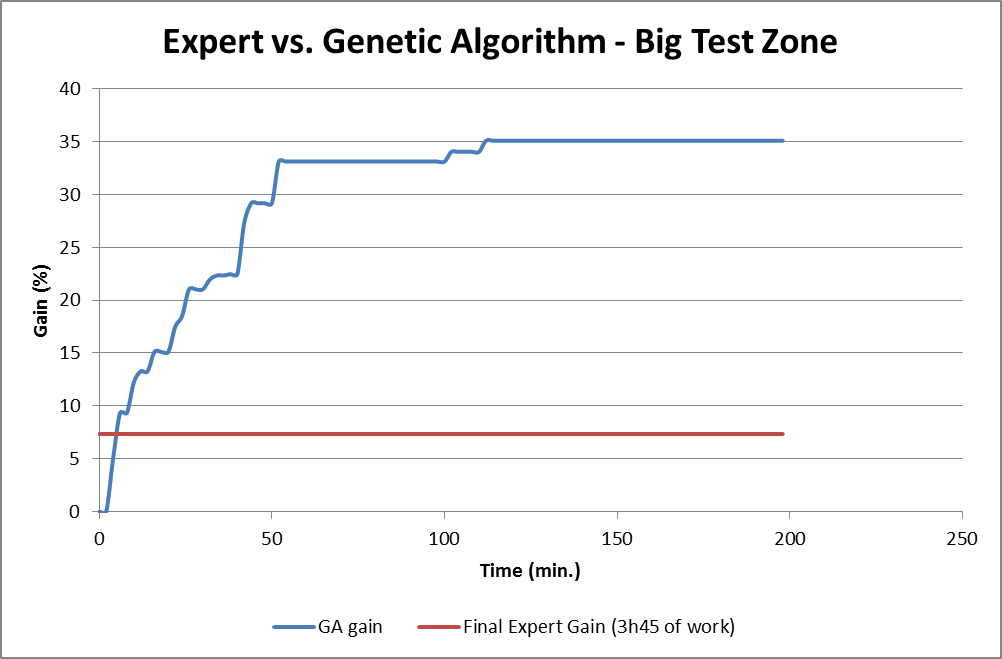 Expert vs. Genetic Algorithm - Big Test Zone
40
35
30
25
20
15
10
5
0
Gain (%)
0 50 100 150 200 250
Time (min.)
GA gain Final Expert Gain (3h45 of work)